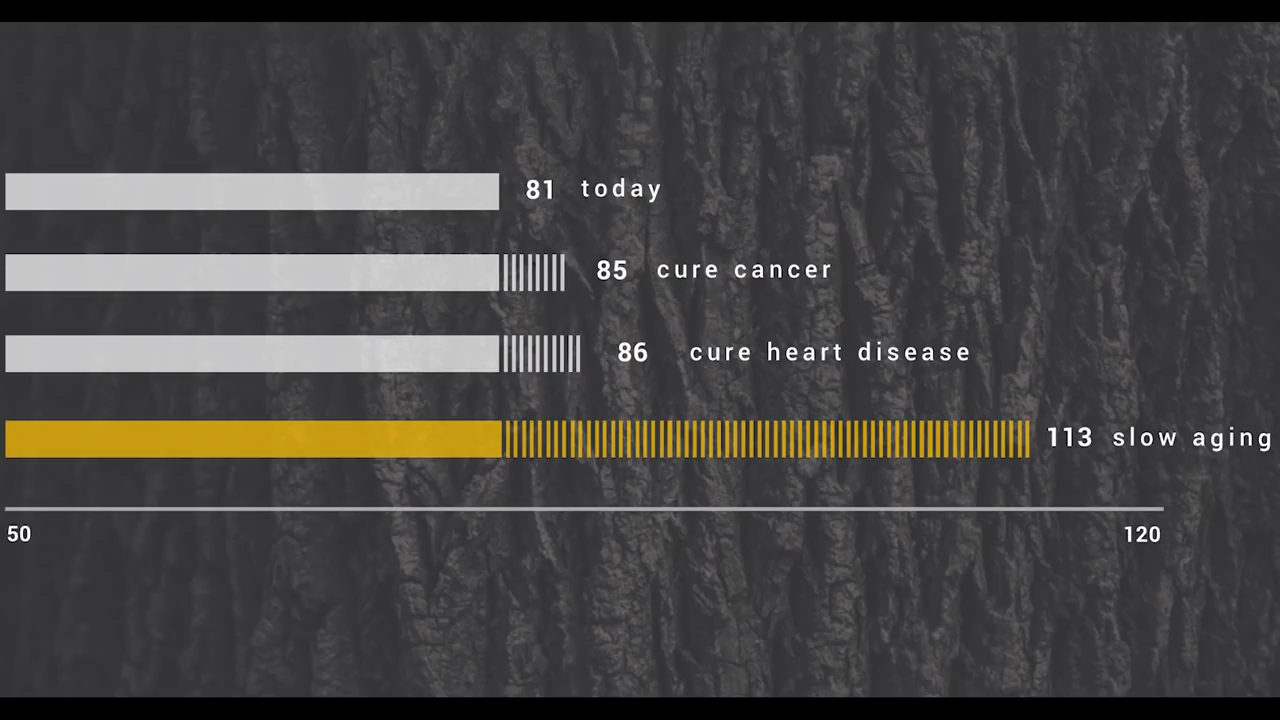 81 today
85 cure cancer
86 cure heart disease
113 slow aging
50 120